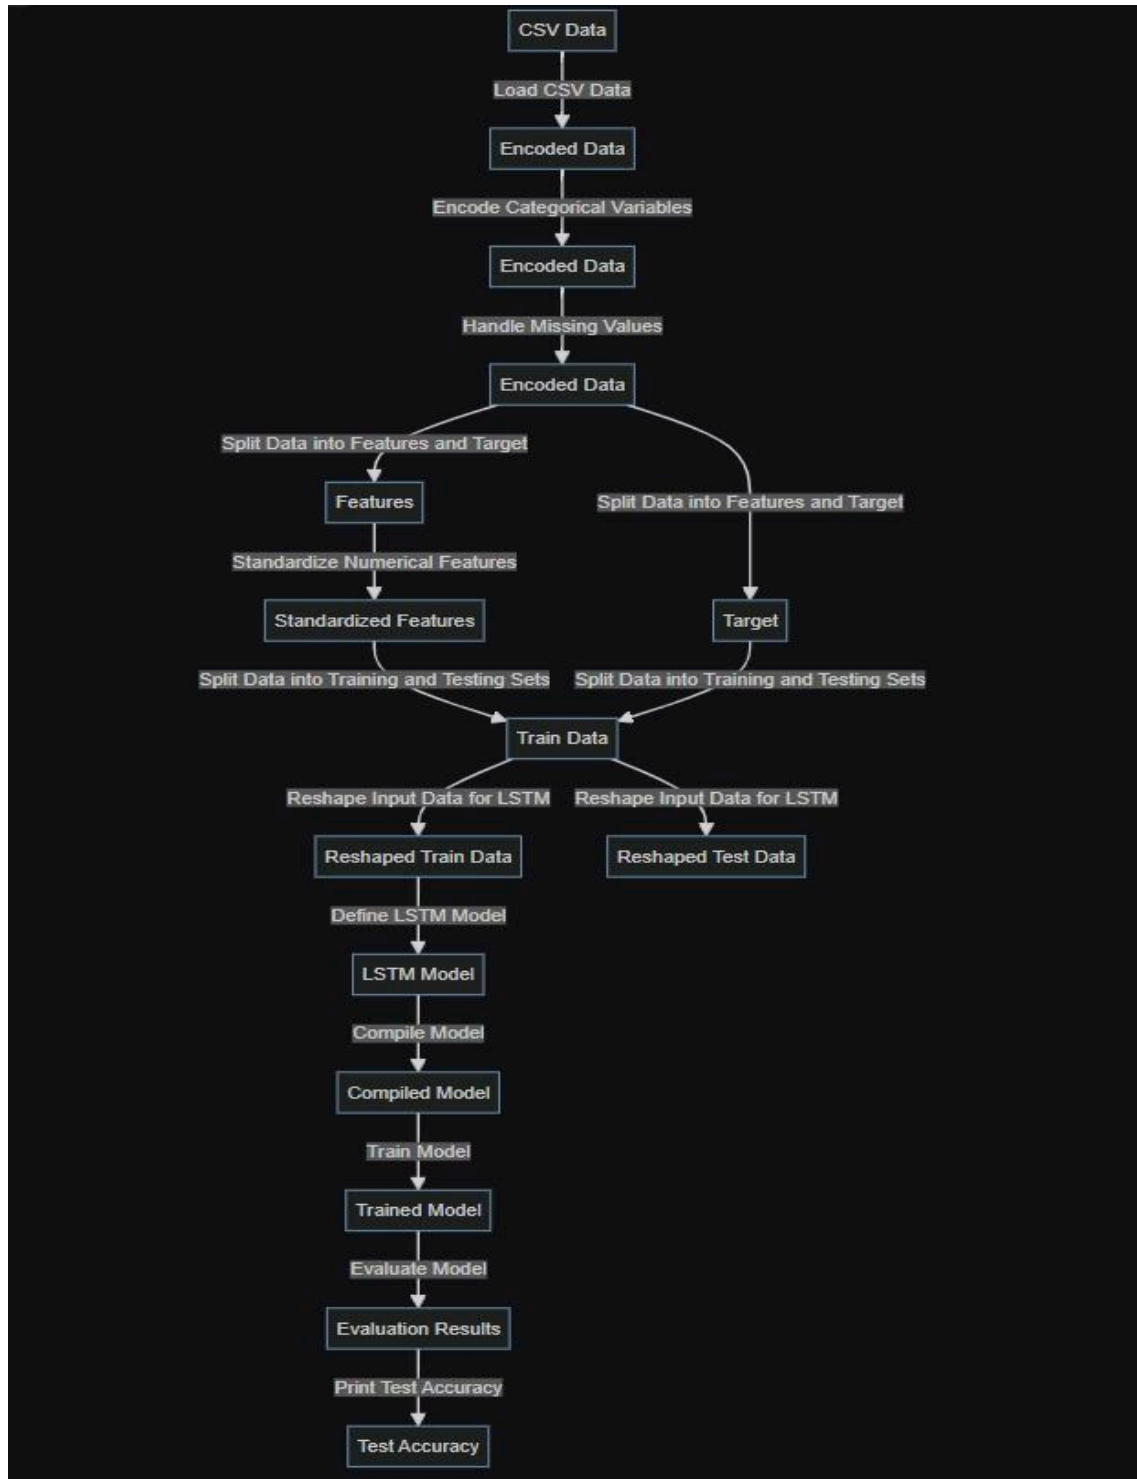 CSV Data
Load CSV Data
Encoded Data
Encode Categorical Variables
Encoded Data
Handle Missing Values
Encoded Data
Split Data into Features and Target
Features
Split Data into Features and Target
Standardize Numerical Features
Standardized Features
Target
Split Data into Training and Testing Sets
Split Data into Training and Testing Sets
Train Data
Reshape Input Data for LSTM
Reshape Input Data for LSTM
Reshaped Train Data
Reshaped Test Data
Define LSTM Model
LSTM Model
Compile Model
Compiled Model
Train Model
Trained Model
Evaluate Model
Evaluation Results
Print Test Accuracy
Test Accuracy